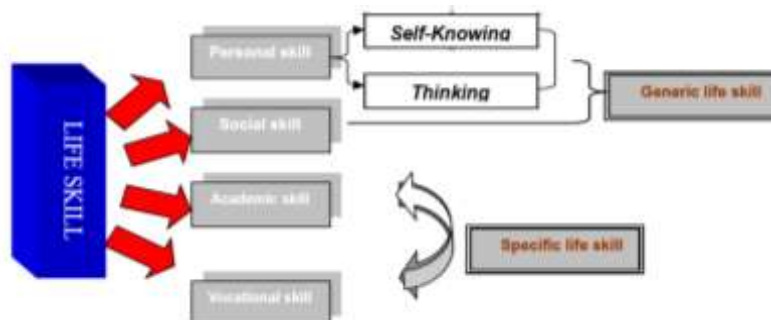 LIFE SKILL
Personal skill
Self-Knowing
Thinking
Social skill
Generic life skill
Academic skill
Specific life skill
Vocational skill